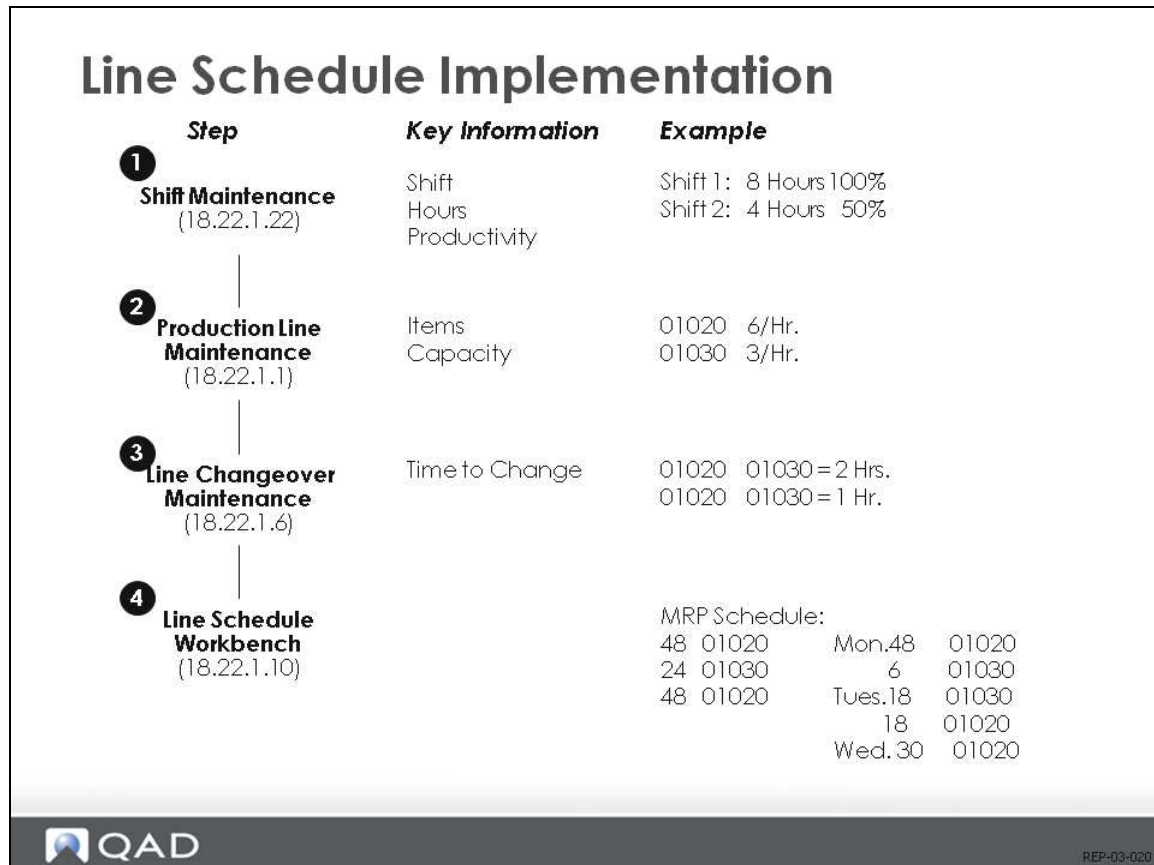 Line Schedule Implementation
Step Key Information Example
1
Shift Maintenance
(18.22.1.22)
Shift
Hours
Productivity
Shift 1: 8 Hours 100%
Shift 2: 4 Hours 50%
2
Production Line
Maintenance
(18.22.1.1)
Items
Capacity
01020 6/Hr.
01030 3/Hr.
3
Line Changeover
Maintenance
(18.22.1.6)
Time to Change
01020 01030 = 2 Hrs.
01020 01030 = 1 Hr.
4
Line Schedule
Workbench
(18.22.1.10)
MRP Schedule:
48 01020 Mon. 48 01020
24 01030 6 01030
48 01020 Tues. 18 01030
18 01020
Wed. 30 01020
QAD
REP-03-020